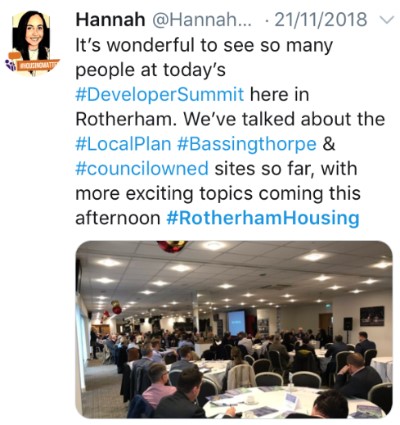 Hannah @Hannah... · 21/11/2018
It's wonderful to see so many
people at today's
#DeveloperSummit here in
Rotherham. We've talked about the
#LocalPlan #Bassingthorpe &
#councilowned sites so far, with
more exciting topics coming this
afternoon #RotherhamHousing